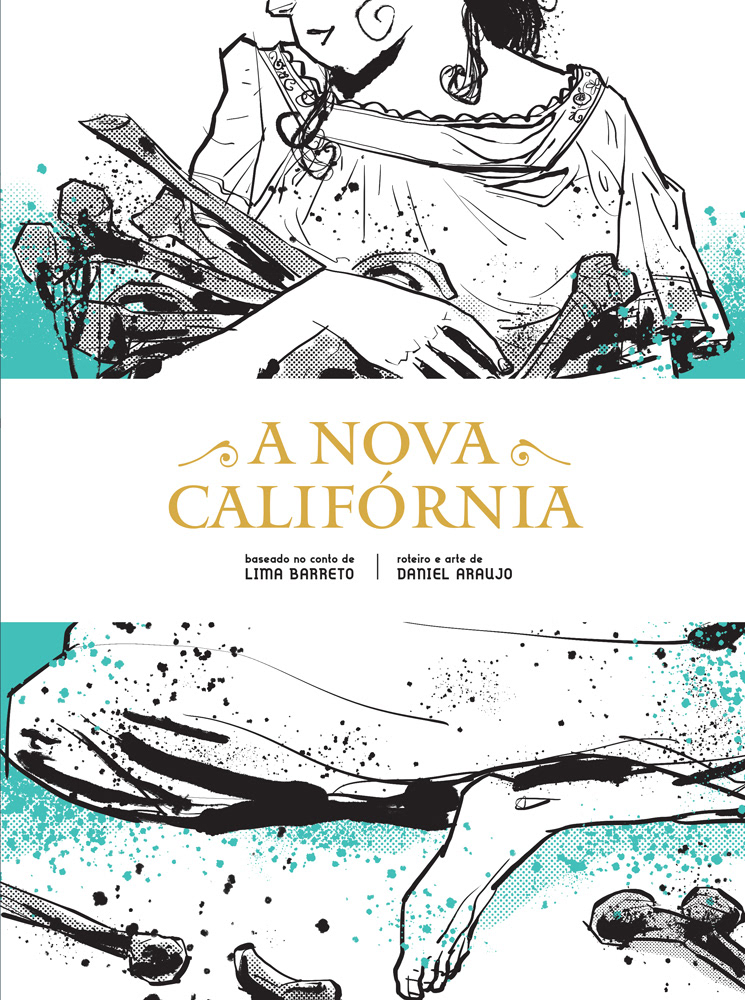 A NOVA
CALIFÓRNIA
baseado no conto de
LIMA BARRETO
roteiro e arte de
DANIEL ARAUJO